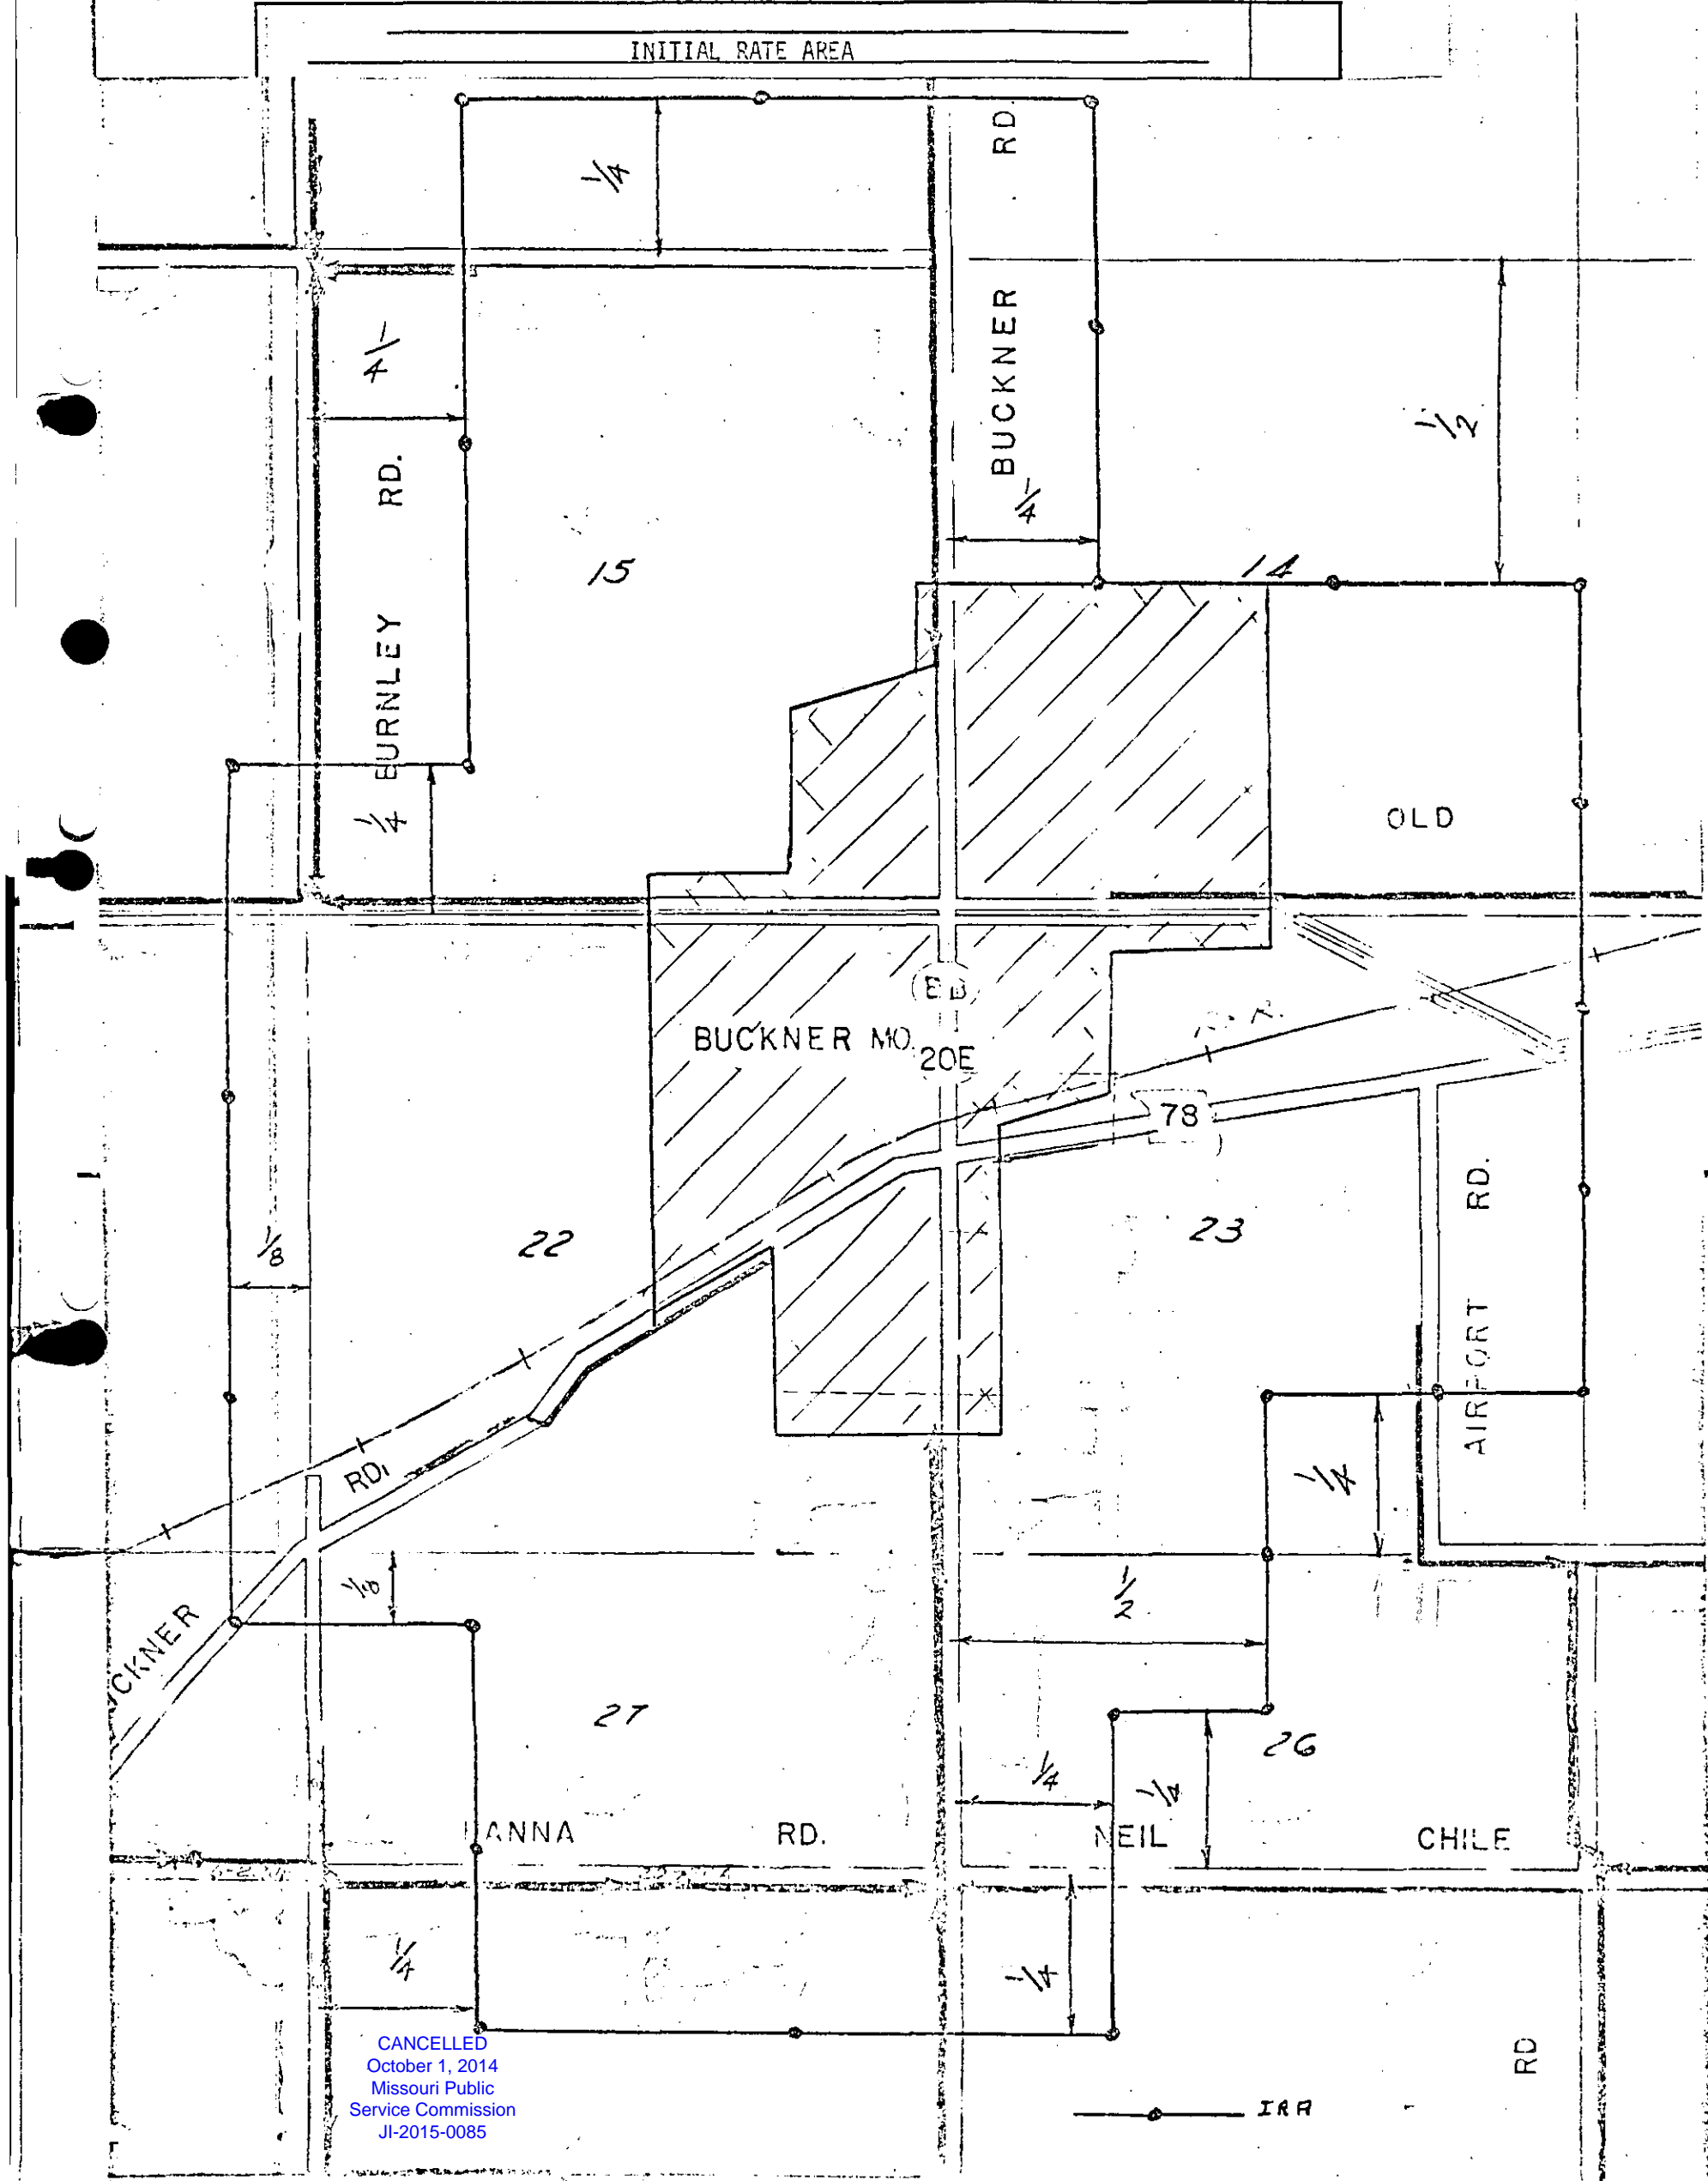 INITIAL RATE AREA
1/4
RD.
BUCKNER
1/4
1/4
1/2
RD.
BURNLEY
15
14
1/4
OLD
BUCKNER MO.
20E
R. R.
78
1/8
22
23
RD.
AIRPORT
RD.
1/4
1/8
1/2
CKNER
27
26
1/4
1/4
ANNA RD.
NEIL
CHILE
1/4
1/4
CANCELLED
October 1, 2014
Missouri Public
Service Commission
JI-2015-0085
IRA
RD